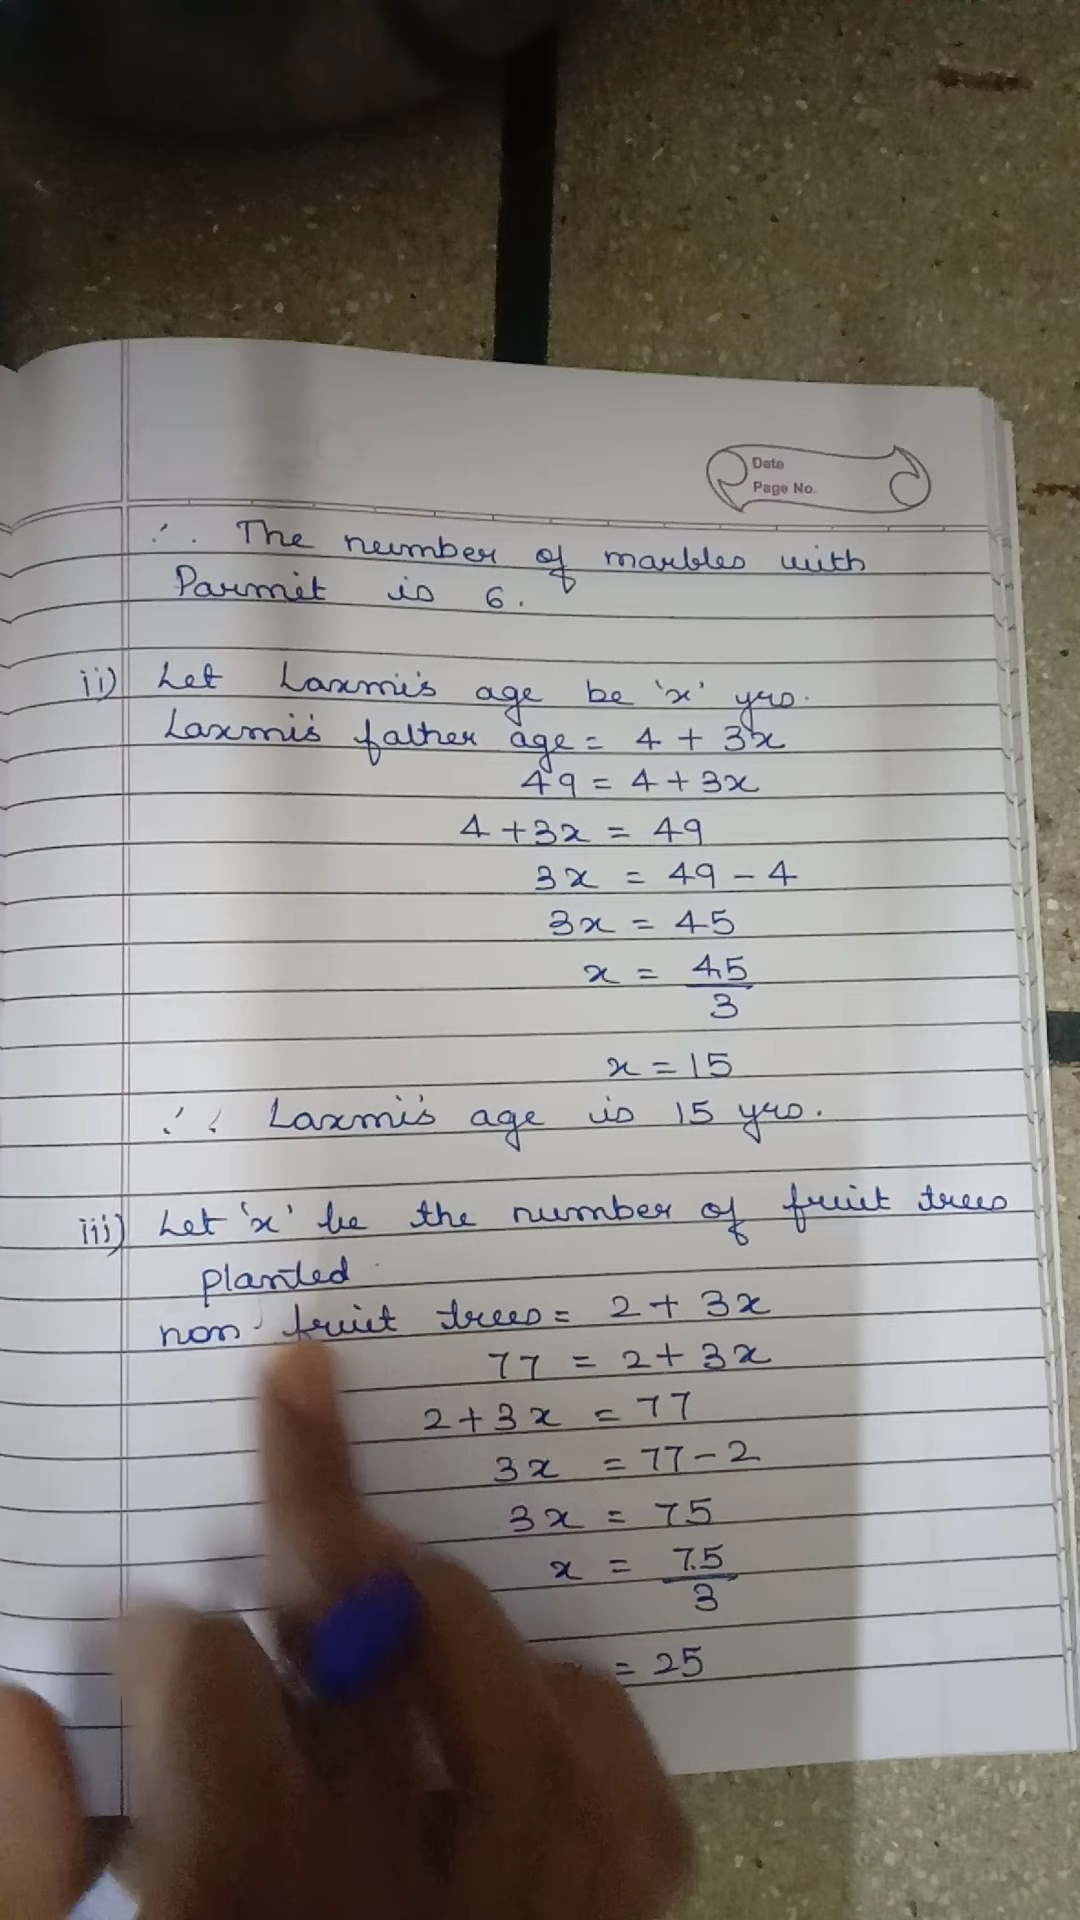 Date
Page No.
∴ The number of marbles with
Parmit is 6.
ii) Let Laxmi's age be 'x' yrs.
Laxmi's father age = 4 + 3x
49 = 4 + 3x
4 + 3x = 49
3x = 49 - 4
3x = 45
x = 45/3
x = 15
∴ Laxmi's age is 15 yrs.
iii) Let 'x' be the number of fruit trees
planted.
non-fruit trees = 2 + 3x
77 = 2 + 3x
2 + 3x = 77
3x = 77 - 2
3x = 75
x = 75/3
= 25